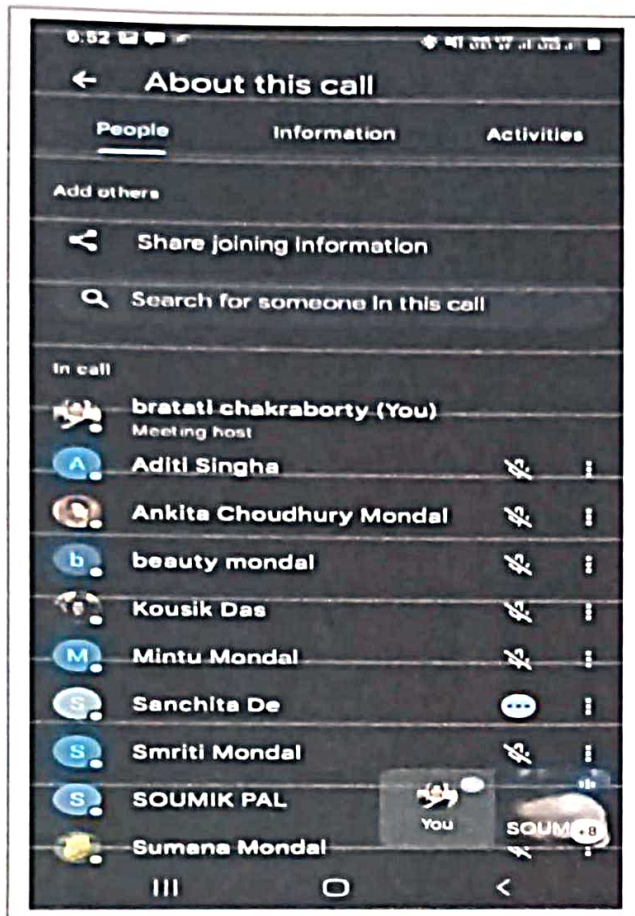 6:52
About this call
People Information Activities
Add others
Share joining information
Search for someone in this call
In call
bratati chakraborty (You)
Meeting host
A Aditi Singha
Ankita Choudhury Mondal
b beauty mondal
Kousik Das
M Mintu Mondal
S Sanchita De
S Smriti Mondal
S SOUMIK PAL
You SOUM +8
Sumana Mondal